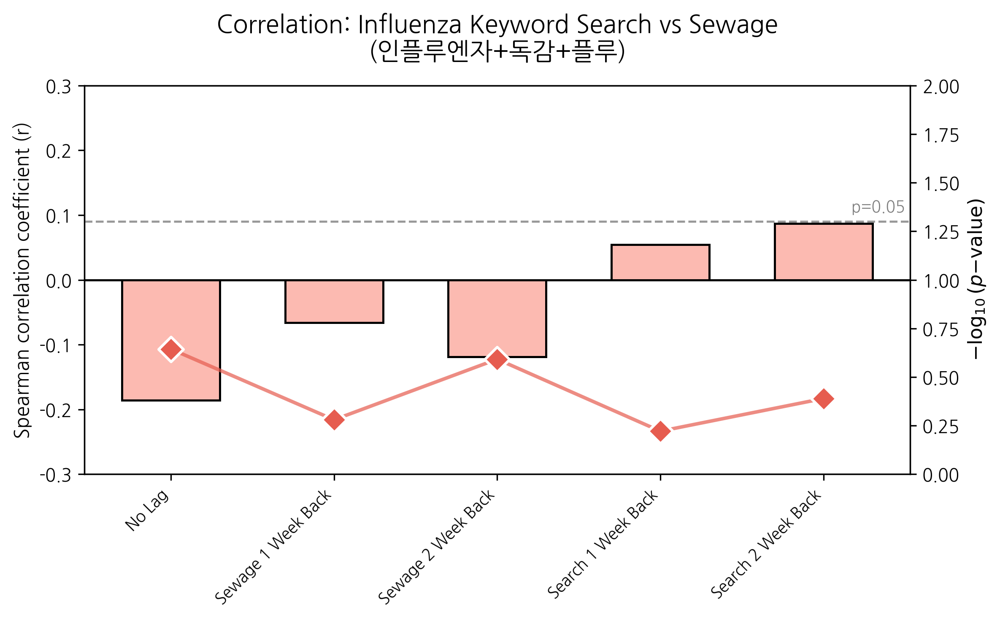 Correlation: Influenza Keyword Search vs Sewage
(인플루엔자+독감+플루)
Spearman correlation coefficient (r)
0.3
0.2
0.1
0.0
-0.1
-0.2
-0.3
p=0.05
2.00
1.75
1.50
1.25
1.00
0.75
0.50
0.25
0.00
−log₁₀(p−value)
No Lag
Sewage 1 Week Back
Sewage 2 Week Back
Search 1 Week Back
Search 2 Week Back